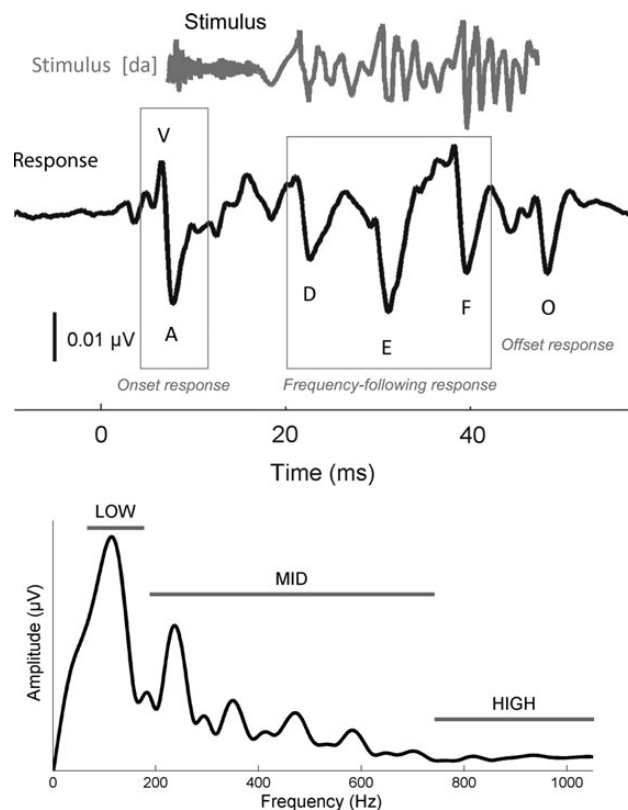 Stimulus
Stimulus [da]
V
Response
D
F
O
0.01 µV
A
E
Offset response
Onset response
Frequency-following response
0 20 40
Time (ms)
LOW
MID
HIGH
Amplitude (µV)
0 200 400 600 800 1000
Frequency (Hz)